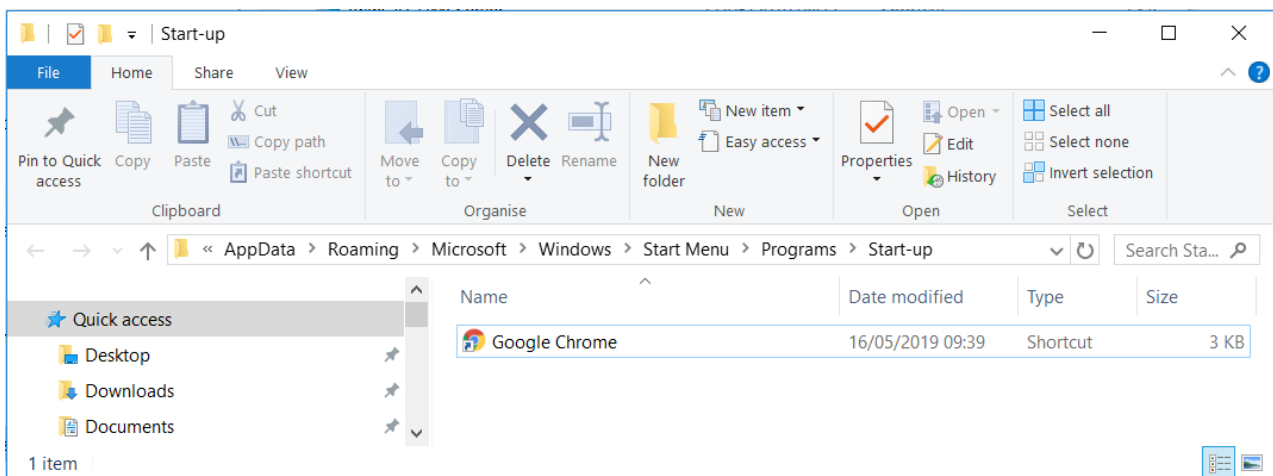 Start-up
File Home Share View
Pin to Quick access
Copy
Paste
Cut
Copy path
Paste shortcut
Clipboard
Move to
Copy to
Delete
Rename
Organise
New folder
New item
Easy access
New
Properties
Open
Edit
History
Open
Select all
Select none
Invert selection
Select
« AppData > Roaming > Microsoft > Windows > Start Menu > Programs > Start-up
Search Sta...
Quick access
Desktop
Downloads
Documents
Name Date modified Type Size
Google Chrome 16/05/2019 09:39 Shortcut 3 KB
1 item